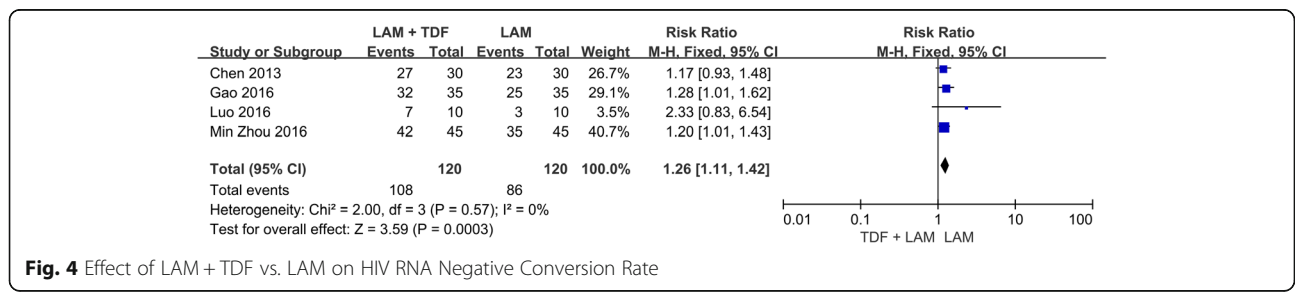 LAM + TDF LAM Risk Ratio Risk Ratio
Study or Subgroup Events Total Events Total Weight M-H, Fixed, 95% CI M-H, Fixed, 95% CI
Chen 2013 27 30 23 30 26.7% 1.17 [0.93, 1.48]
Gao 2016 32 35 25 35 29.1% 1.28 [1.01, 1.62]
Luo 2016 7 10 3 10 3.5% 2.33 [0.83, 6.54]
Min Zhou 2016 42 45 35 45 40.7% 1.20 [1.01, 1.43]
Total (95% CI) 120 120 100.0% 1.26 [1.11, 1.42]
Total events 108 86
Heterogeneity: Chi² = 2.00, df = 3 (P = 0.57); I² = 0%
Test for overall effect: Z = 3.59 (P = 0.0003)
0.01 0.1 1 10 100
TDF + LAM LAM
Fig. 4 Effect of LAM + TDF vs. LAM on HIV RNA Negative Conversion Rate